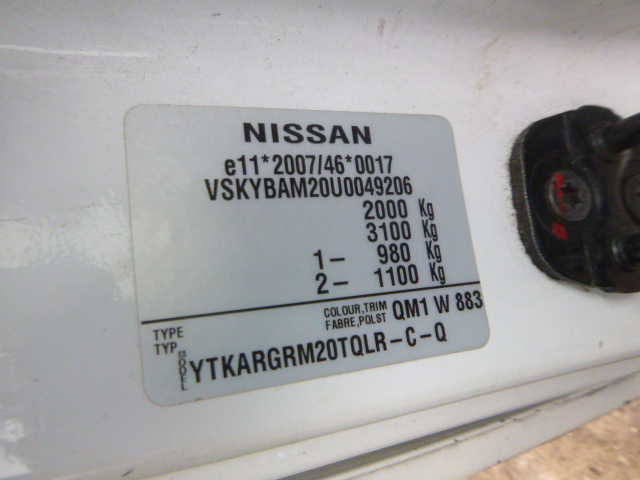 NISSAN
e11*2007/46*0017
VSKYBAM20U0049206
2000 Kg
3100 Kg
1- 980 Kg
2- 1100 Kg
TYPE
TYP
COLOUR,TRIM
FABRE,POLST
QM1 W 883
MODEL
YTKARGRM20TQLR-C-Q